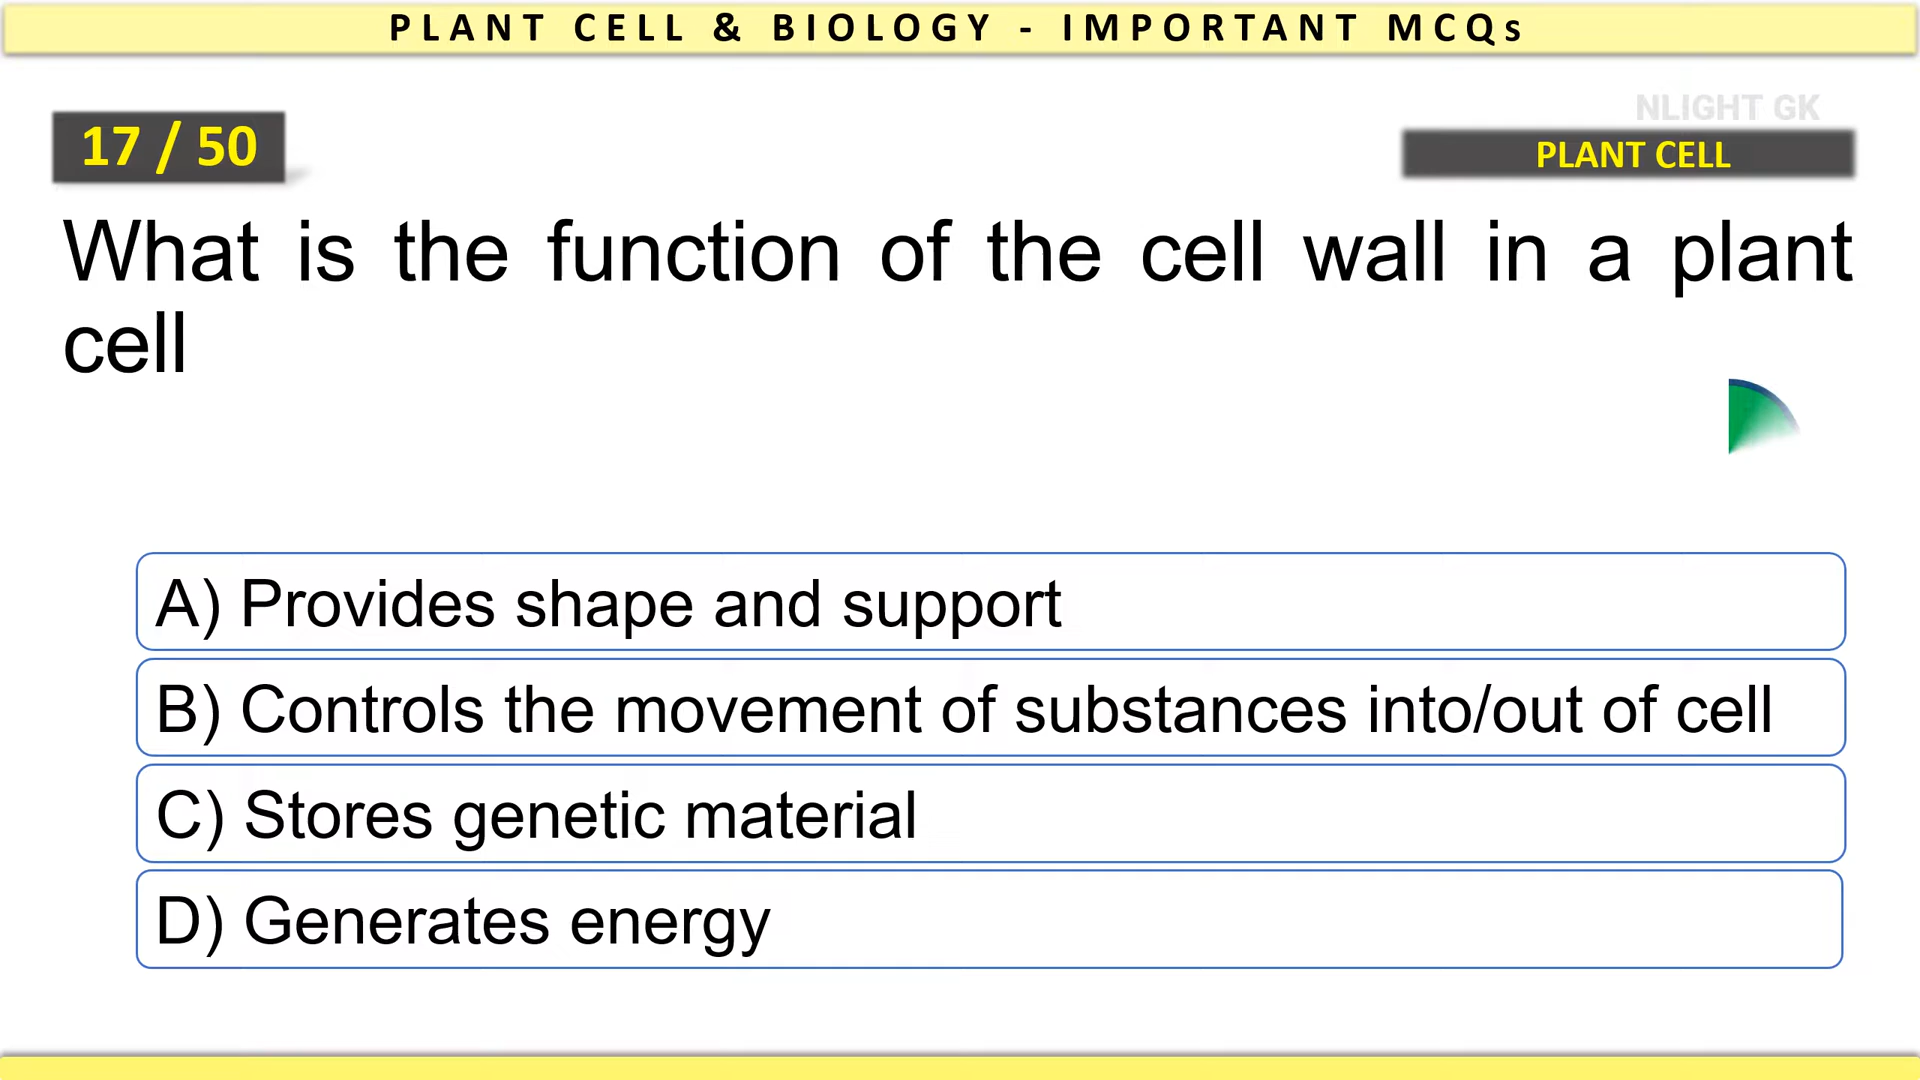 PLANT CELL & BIOLOGY - IMPORTANT MCQs
NLIGHT GK
17 / 50
PLANT CELL
What is the function of the cell wall in a plant
cell
A) Provides shape and support
B) Controls the movement of substances into/out of cell
C) Stores genetic material
D) Generates energy